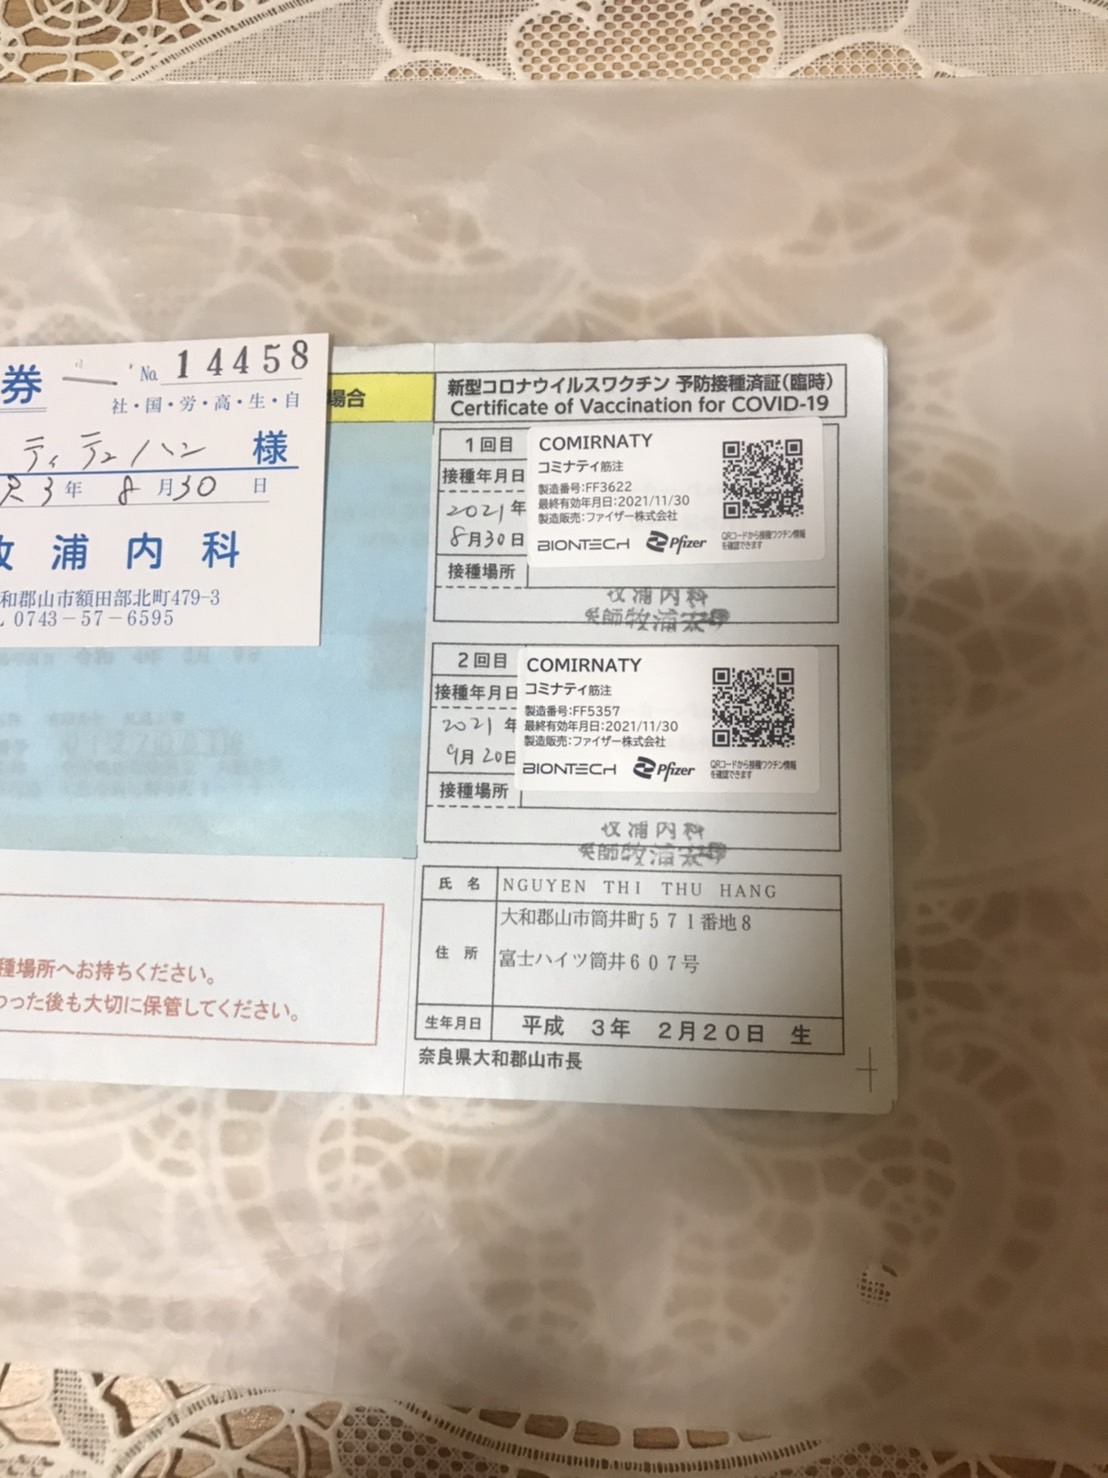 券
No. 14458
社・国・労・高・生・自
ティ テュ ハン 様
3年 8月30日
牧浦内科
和郡山市額田部北町479-3
0743-57-6595
場合
種場所へお持ちください。
った後も大切に保管してください。
新型コロナウイルスワクチン 予防接種済証(臨時)
Certificate of Vaccination for COVID-19
1回目
接種年月日
2021年
8月30日
接種場所
COMIRNATY
コミナティ筋注
製造番号:FF3622
最終有効年月日:2021/11/30
製造販売:ファイザー株式会社
BIONTECH Pfizer
QRコードから接種ワクチン情報
を確認できます
牧浦内科
医師牧浦宏
2回目
接種年月日
2021年
9月20日
接種場所
COMIRNATY
コミナティ筋注
製造番号:FF5357
最終有効年月日:2021/11/30
製造販売:ファイザー株式会社
BIONTECH Pfizer
QRコードから接種ワクチン情報
を確認できます
牧浦内科
医師牧浦宏
氏 名 NGUYEN THI THU HANG
住 所
大和郡山市筒井町571番地8
富士ハイツ筒井607号
生年月日 平成 3年 2月20日 生
奈良県大和郡山市長